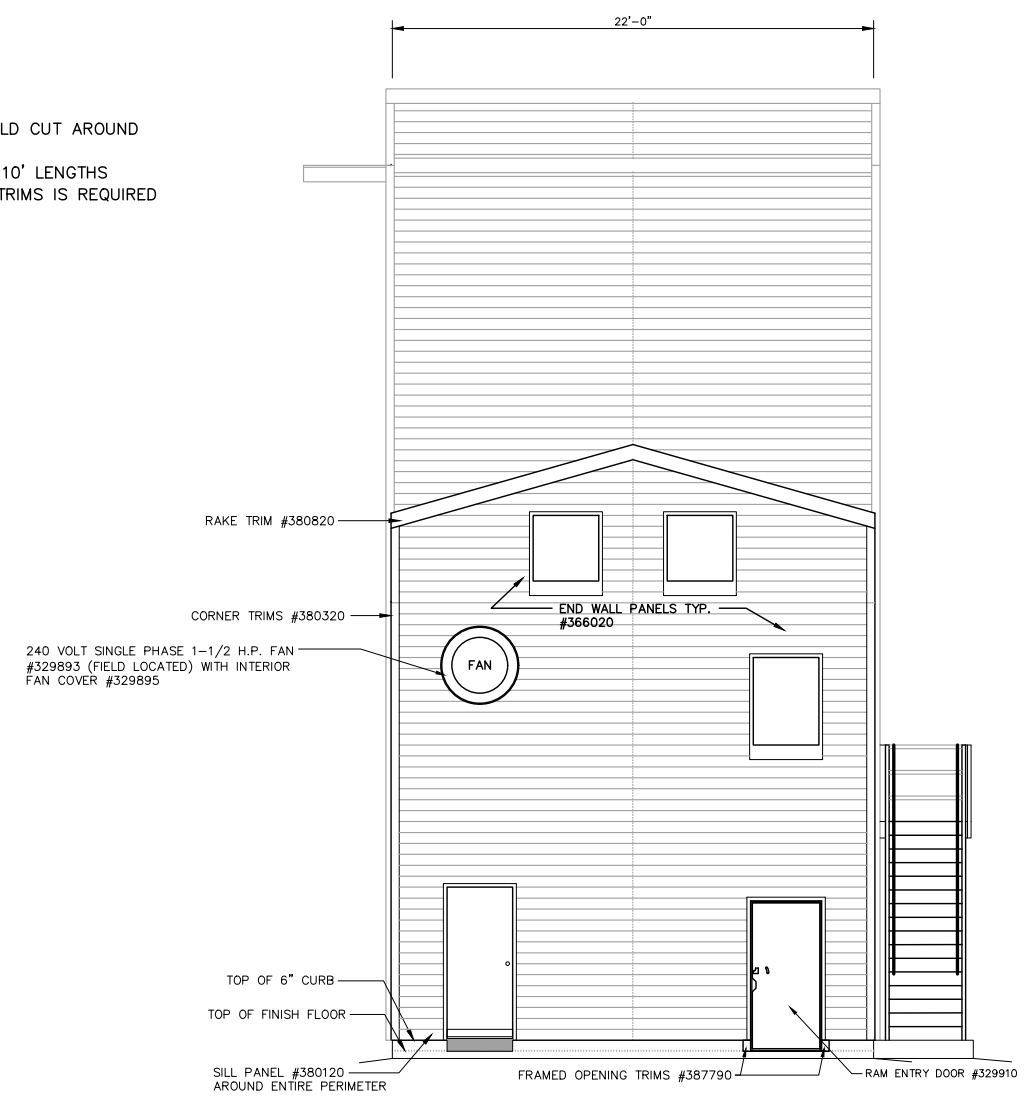 22'-0"
LD CUT AROUND
10' LENGTHS
TRIMS IS REQUIRED
RAKE TRIM #380820
CORNER TRIMS #380320
END WALL PANELS TYP.
#366020
240 VOLT SINGLE PHASE 1-1/2 H.P. FAN
#329893 (FIELD LOCATED) WITH INTERIOR
FAN COVER #329895
FAN
TOP OF 6" CURB
TOP OF FINISH FLOOR
SILL PANEL #380120
AROUND ENTIRE PERIMETER
FRAMED OPENING TRIMS #387790
RAM ENTRY DOOR #329910